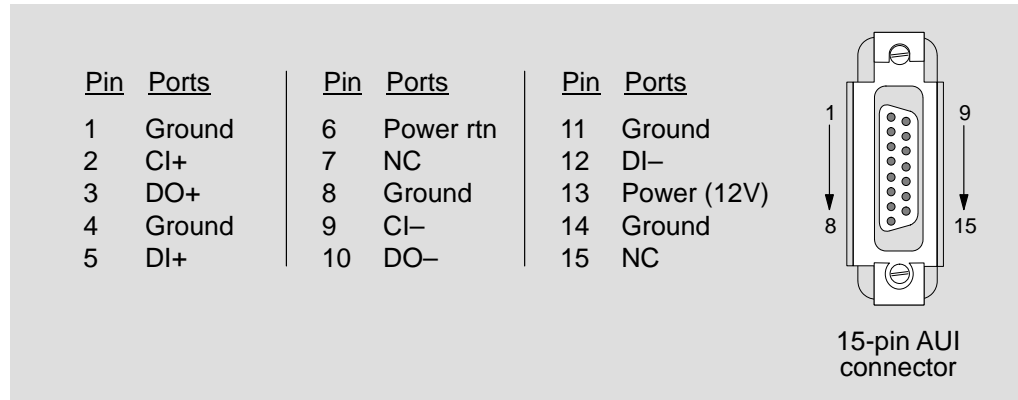 Pin Ports
1 Ground
2 CI+
3 DO+
4 Ground
5 DI+
Pin Ports
6 Power rtn
7 NC
8 Ground
9 CI–
10 DO–
Pin Ports
11 Ground
12 DI–
13 Power (12V)
14 Ground
15 NC
1
8
9
15
15-pin AUI
connector